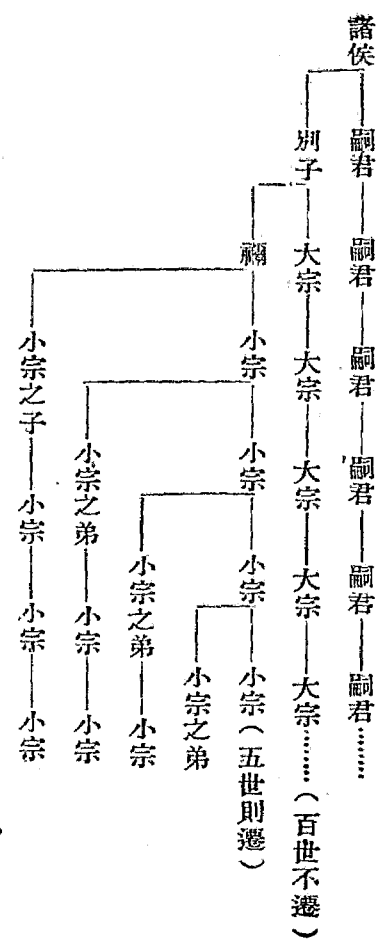 諸侯 嗣君 嗣君 嗣君 嗣君 嗣君 嗣君………
別子 大宗 大宗 大宗 大宗 大宗………(百世不遷)
禰 小宗 小宗 小宗 小宗(五世則遷)
小宗之弟
小宗之弟 小宗
小宗之弟 小宗 小宗
小宗之子 小宗 小宗 小宗